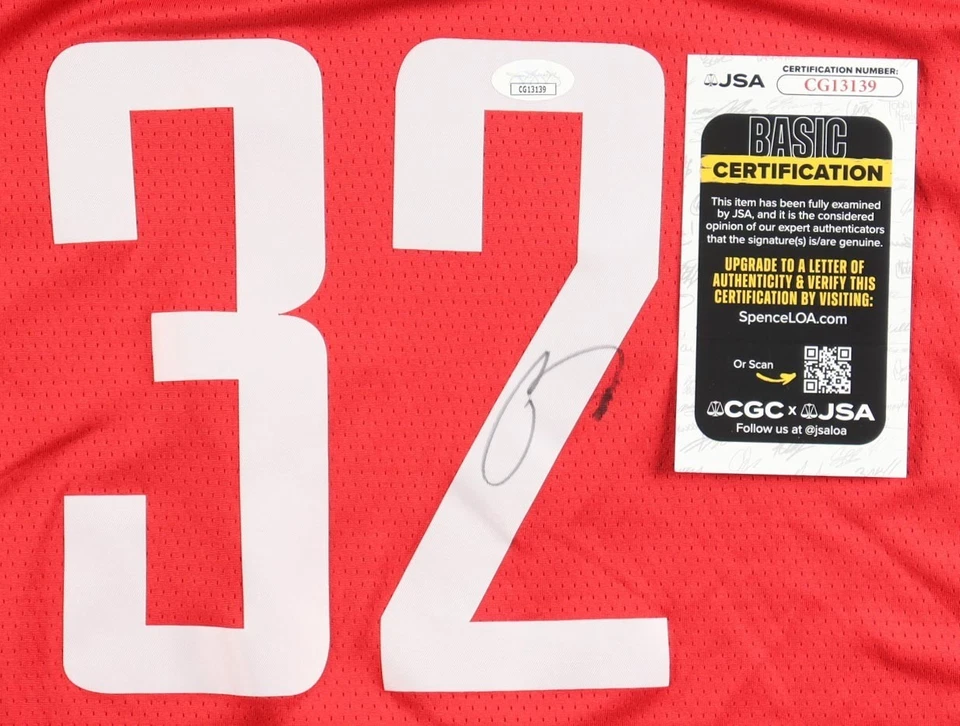 32
CG13139
JSA
CERTIFICATION NUMBER:
CG13139
BASIC
CERTIFICATION
This item has been fully examined
by JSA, and it is the considered
opinion of our expert authenticators
that the signature(s) is/are genuine.
UPGRADE TO A LETTER OF
AUTHENTICITY & VERIFY THIS
CERTIFICATION BY VISITING:
SpenceLOA.com
Or Scan
CGC x JSA
Follow us at @jsaloa